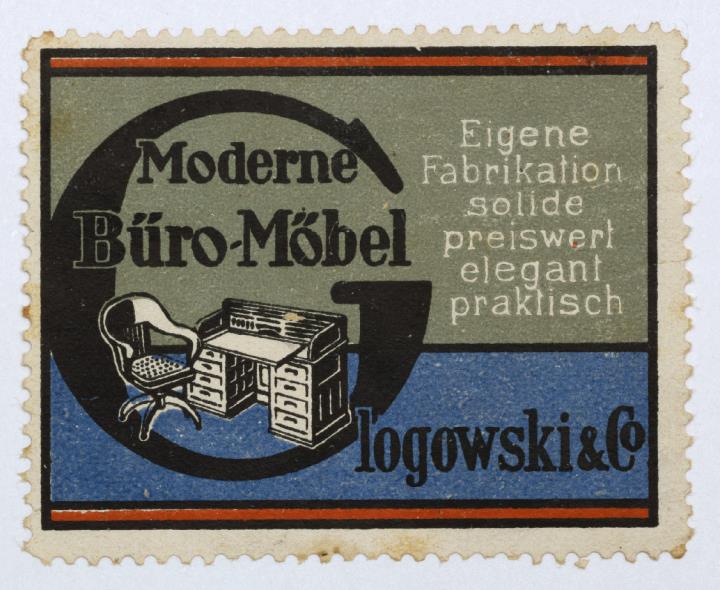 Moderne
Büro-Möbel
Eigene
Fabrikation
solide
preiswert
elegant
praktisch
Glogowski & Co